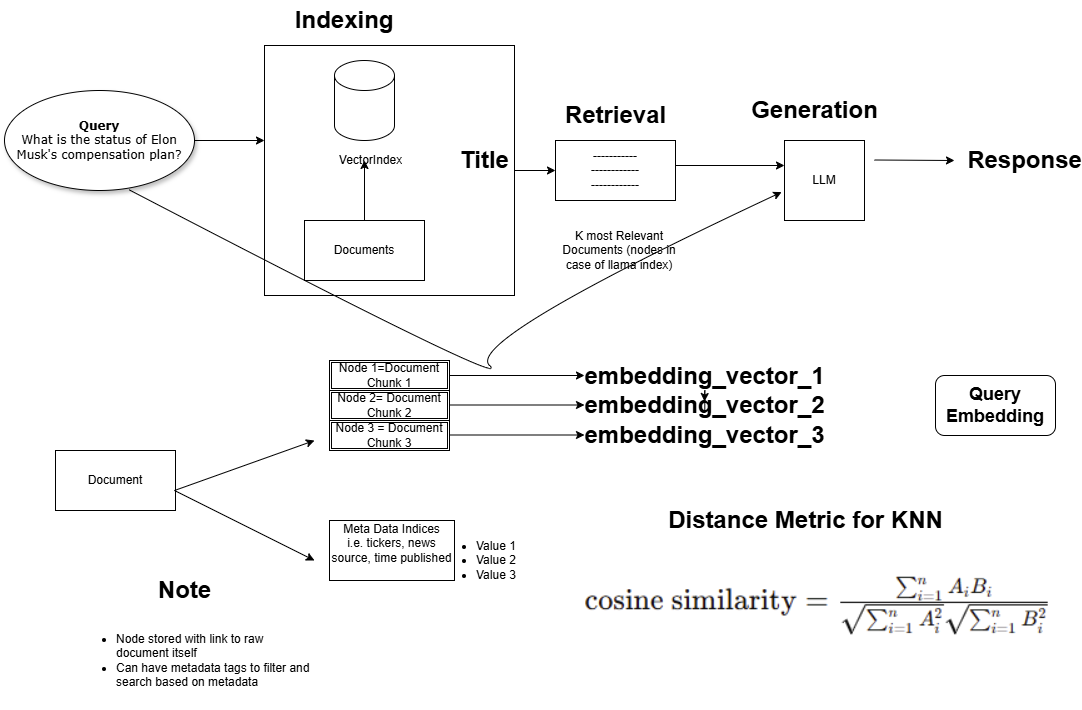 Indexing
Query
What is the status of Elon
Musk's compensation plan?
VectorIndex
Documents
Title
Retrieval
-----------
------------
------------
Generation
LLM
Response
K most Relevant
Documents (nodes in
case of llama index)
Node 1=Document
Chunk 1
Node 2= Document
Chunk 2
Node 3 = Document
Chunk 3
embedding_vector_1
embedding_vector_2
embedding_vector_3
Query
Embedding
Document
Meta Data Indices
i.e. tickers, news
source, time published
• Value 1
• Value 2
• Value 3
Distance Metric for KNN
cosine similarity = \frac{\sum_{i=1}^{n} A_i B_i}{\sqrt{\sum_{i=1}^{n} A_i^2} \sqrt{\sum_{i=1}^{n} B_i^2}}
Note
• Node stored with link to raw
document itself
• Can have metadata tags to filter and
search based on metadata